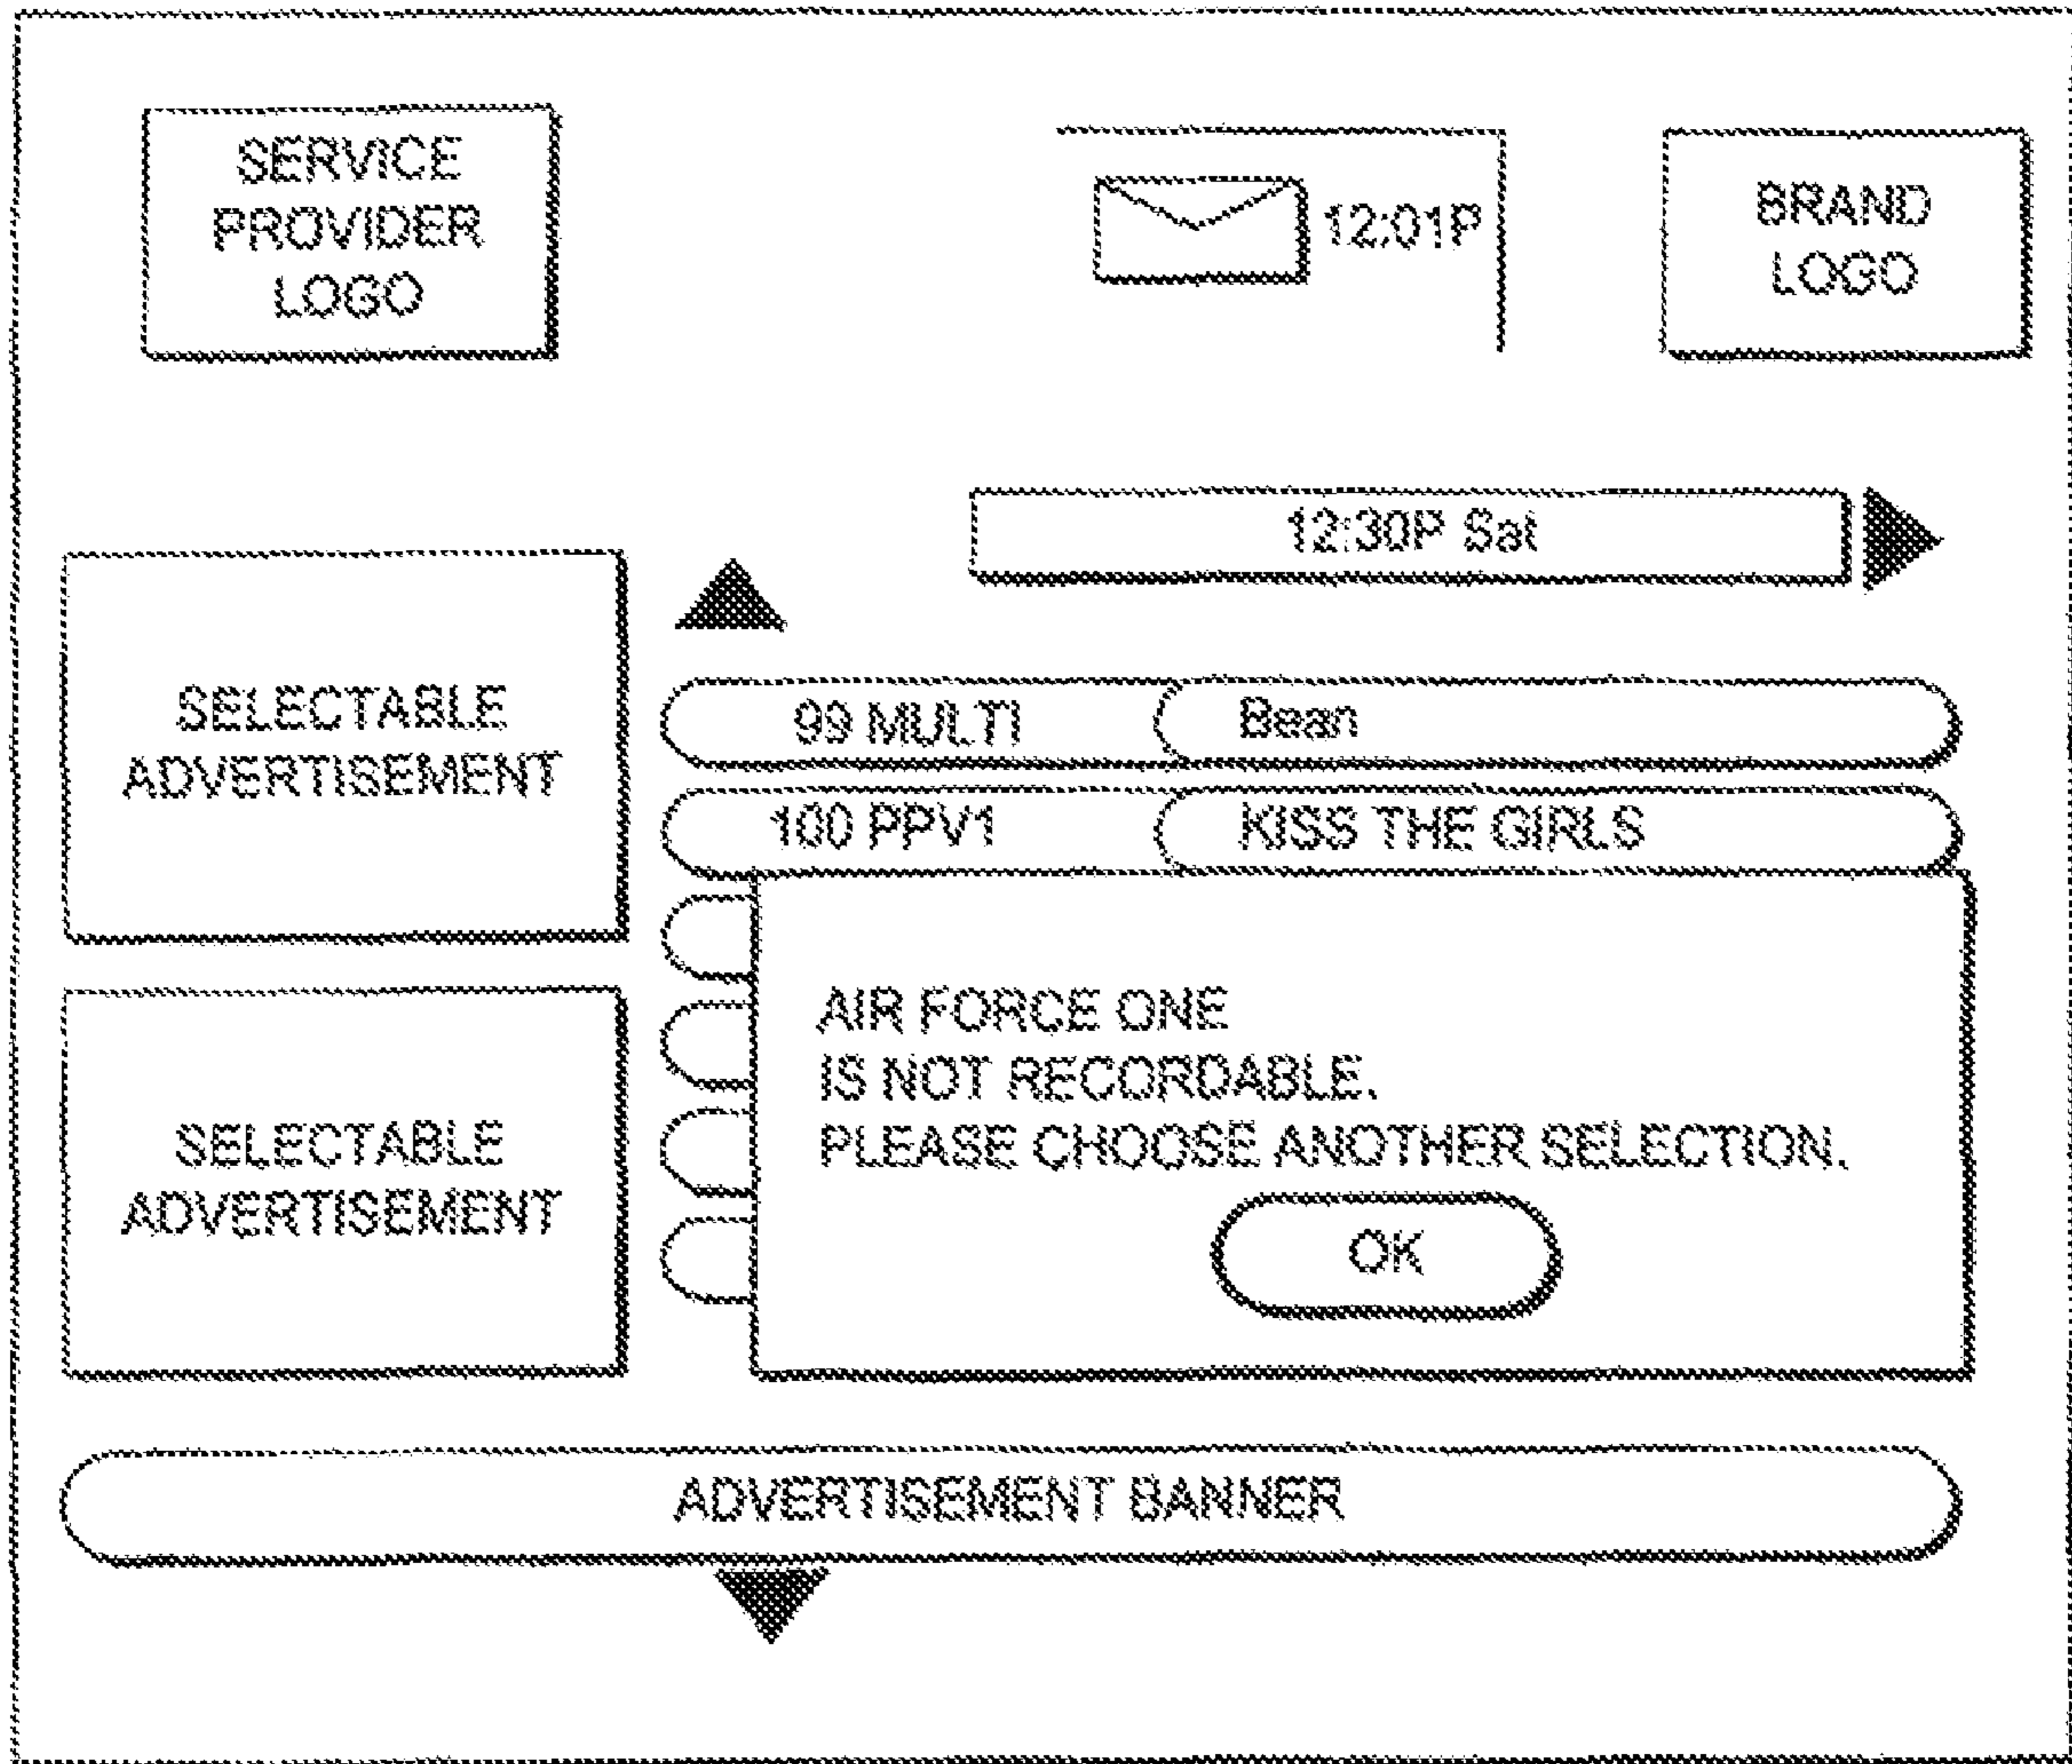 SERVICE
PROVIDER
LOGO
12:01P
BRAND
LOGO
12:30P Sat
SELECTABLE
ADVERTISEMENT
99 MULTI Bean
100 PPV1 KISS THE GIRLS
AIR FORCE ONE
IS NOT RECORDABLE.
PLEASE CHOOSE ANOTHER SELECTION.
OK
SELECTABLE
ADVERTISEMENT
ADVERTISEMENT BANNER